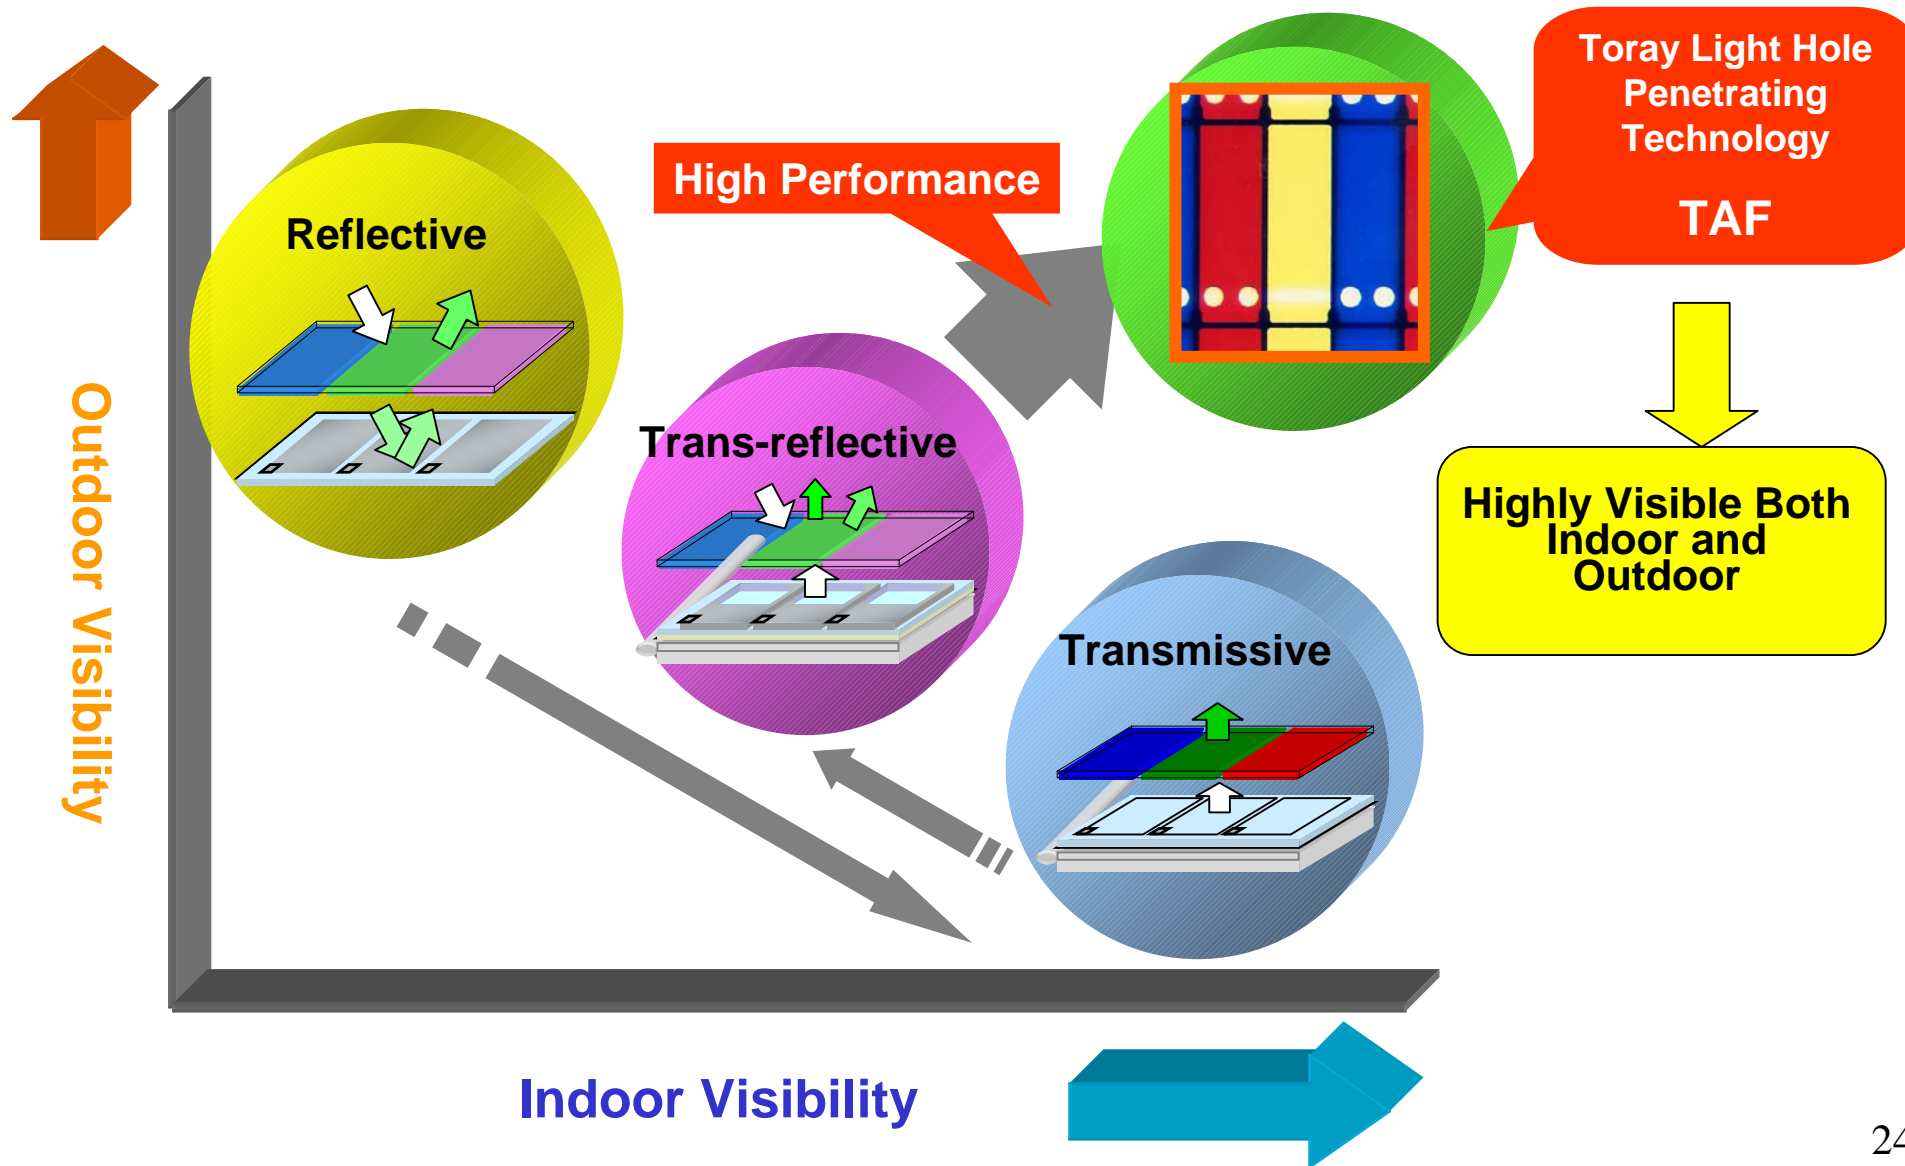 Toray Light Hole
Penetrating
Technology
TAF
High Performance
Reflective
Trans-reflective
Transmissive
Highly Visible Both
Indoor and
Outdoor
Outdoor Visibility
Indoor Visibility
24